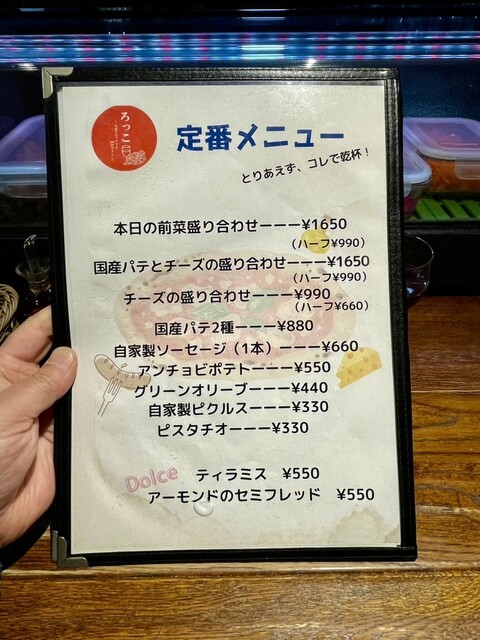 ろっこ
定番メニュー
とりあえず、コレで乾杯！
本日の前菜盛り合わせーーー¥1650
（ハーフ¥990）
国産パテとチーズの盛り合わせーーー¥1650
（ハーフ¥990）
チーズの盛り合わせーーー¥990
（ハーフ¥660）
国産パテ2種ーーー¥880
自家製ソーセージ（1本）ーーー¥660
アンチョビポテトーーー¥550
グリーンオリーブーーー¥440
自家製ピクルスーーー¥330
ピスタチオーーー¥330
Dolce
ティラミス ¥550
アーモンドのセミフレッド ¥550